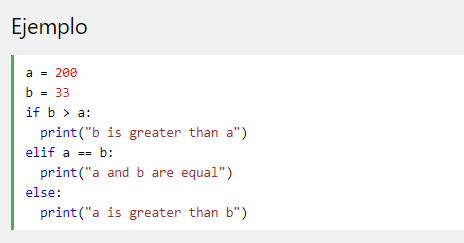 Ejemplo
a = 200
b = 33
if b > a:
  print("b is greater than a")
elif a == b:
  print("a and b are equal")
else:
  print("a is greater than b")